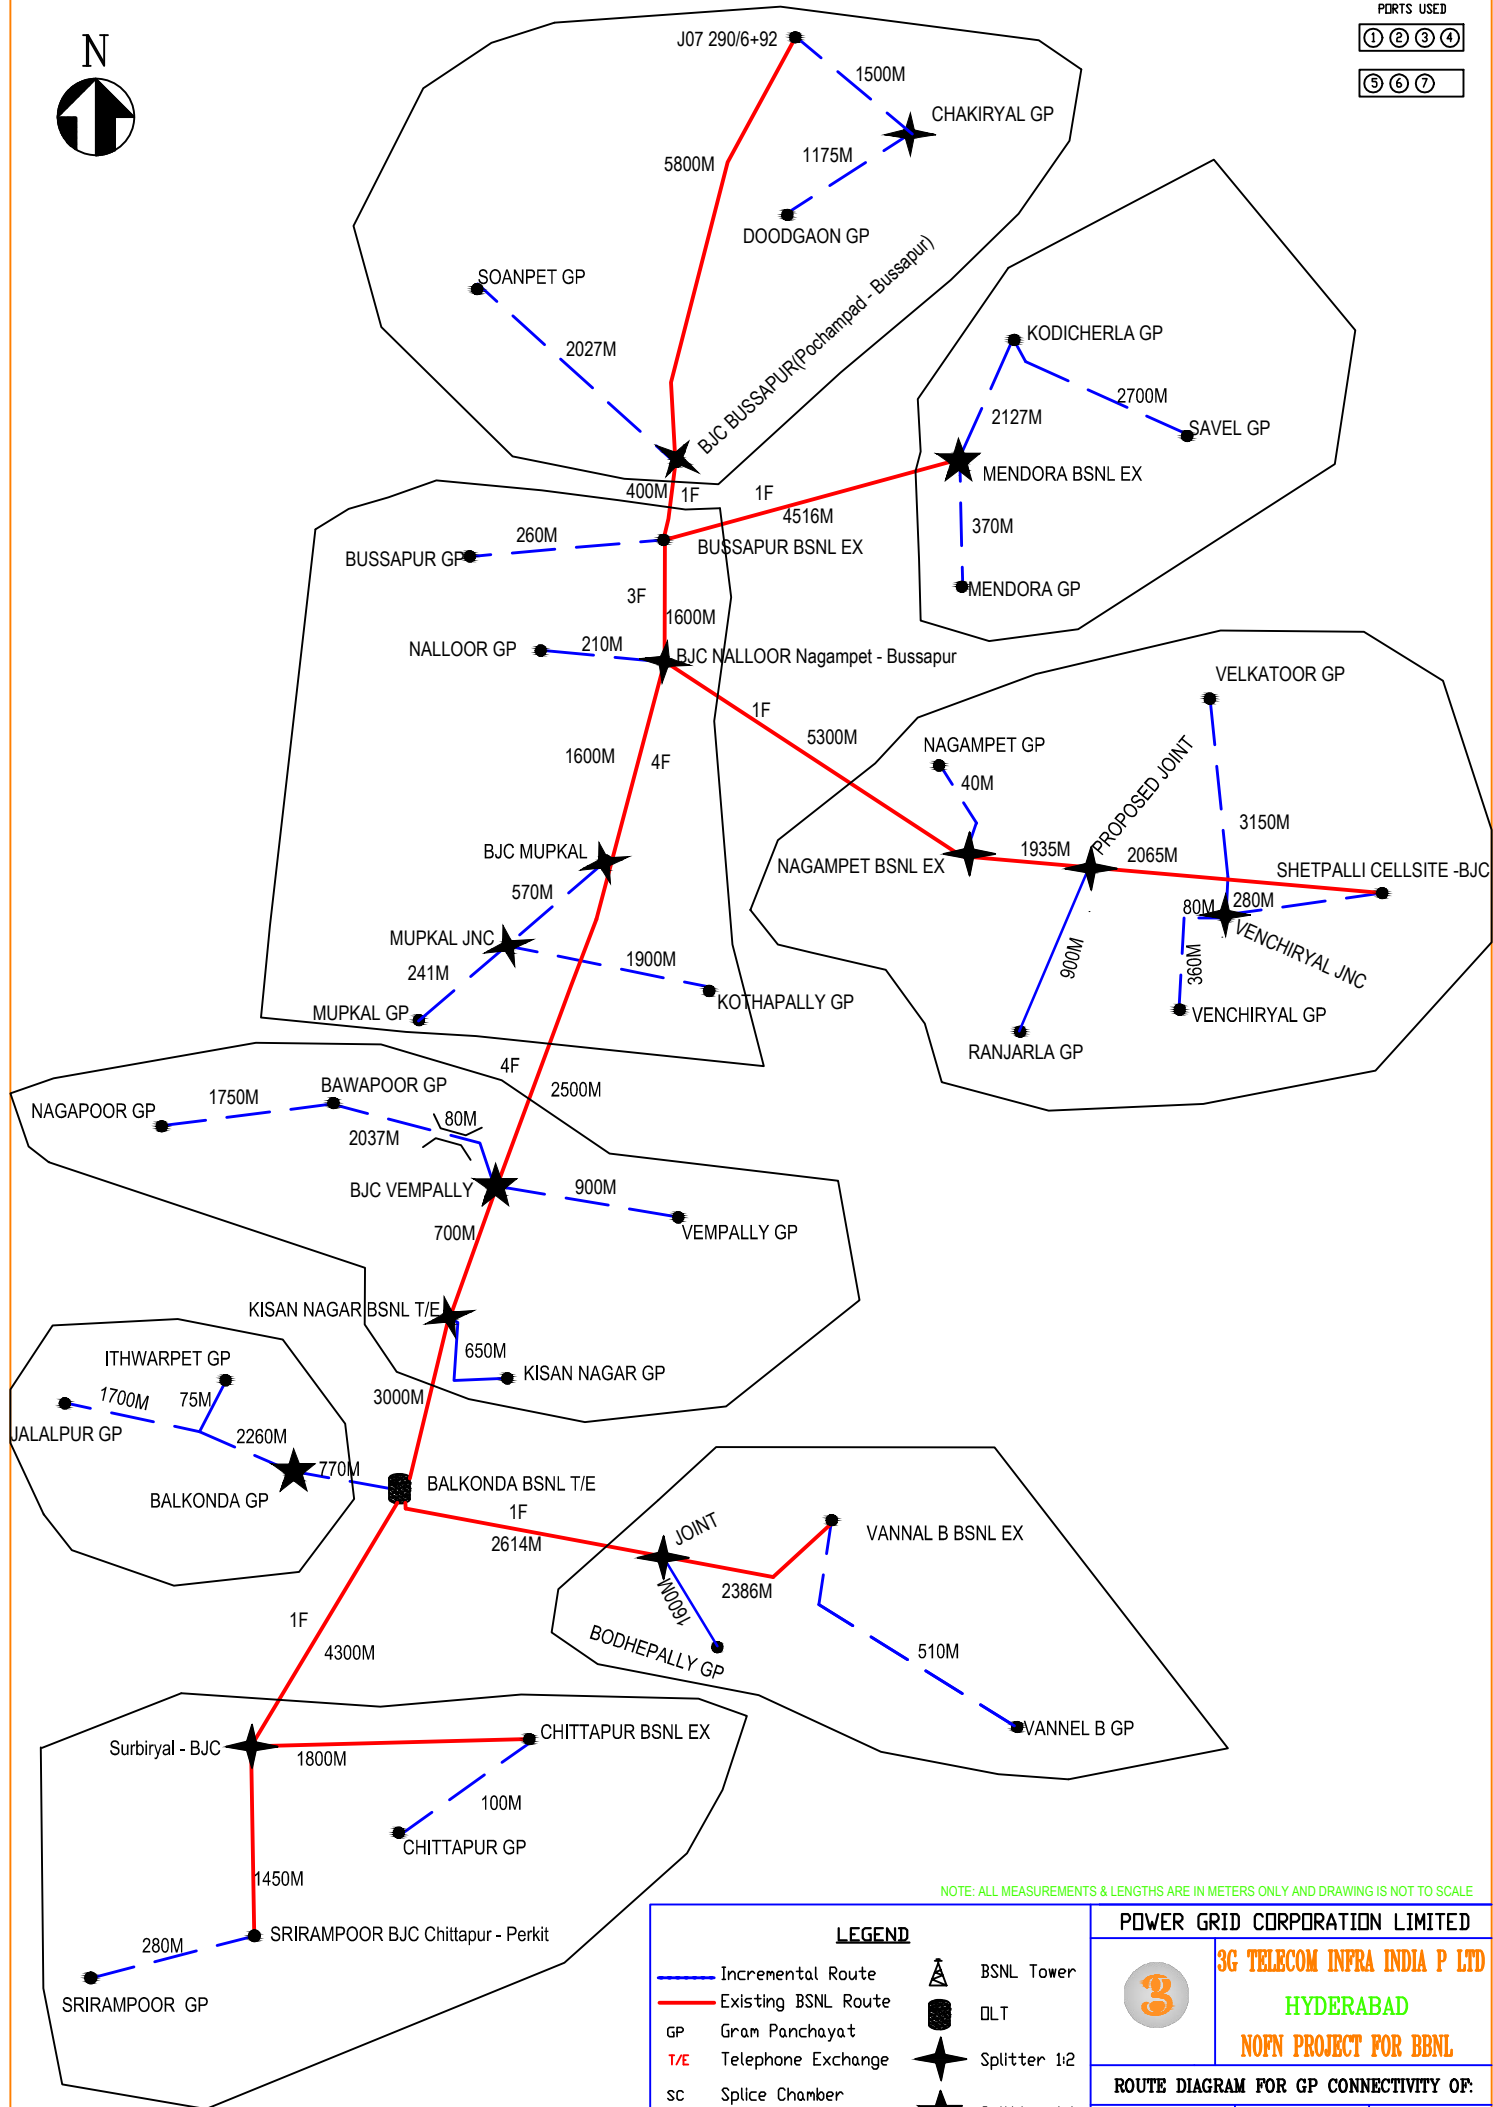 PORTS USED
1 2 3 4
5 6 7
N
J07 290/6+92
1500M
CHAKIRYAL GP
5800M
1175M
DOODGAON GP
SOANPET GP
2027M
BJC BUSSAPUR(Pochampad - Bussapur)
KODICHERLA GP
2700M
2127M
SAVEL GP
MENDORA BSNL EX
400M
1F
1F
4516M
370M
260M
BUSSAPUR GP
BUSSAPUR BSNL EX
MENDORA GP
3F
1600M
NALLOOR GP
210M
BJC NALLOOR Nagampet - Bussapur
VELKATOOR GP
1F
5300M
1600M
4F
NAGAMPET GP
40M
PROPOSED JOINT
3150M
BJC MUPKAL
570M
NAGAMPET BSNL EX
1935M
2065M
SHETPALLI CELLSITE -BJC
80M
280M
VENCHIRYAL JNC
MUPKAL JNC
241M
1900M
900M
360M
MUPKAL GP
KOTHAPALLY GP
VENCHIRYAL GP
RANJARLA GP
4F
2500M
BAWAPOOR GP
1750M
NAGAPOOR GP
80M
2037M
BJC VEMPALLY
900M
VEMPALLY GP
700M
KISAN NAGAR BSNL T/E
650M
KISAN NAGAR GP
ITHWARPET GP
1700M
75M
3000M
JALALPUR GP
2260M
770M
BALKONDA GP
BALKONDA BSNL T/E
1F
2614M
JOINT
VANNAL B BSNL EX
2386M
1600M
BODHEPALLY GP
510M
1F
4300M
VANNEL B GP
Surbiryal - BJC
1800M
CHITTAPUR BSNL EX
100M
CHITTAPUR GP
1450M
SRIRAMPOOR BJC Chittapur - Perkit
280M
SRIRAMPOOR GP
NOTE: ALL MEASUREMENTS & LENGTHS ARE IN METERS ONLY AND DRAWING IS NOT TO SCALE
LEGEND
Incremental Route
BSNL Tower
Existing BSNL Route
OLT
GP Gram Panchayat
T/E Telephone Exchange
Splitter 1:2
SC Splice Chamber
POWER GRID CORPORATION LIMITED
3
3G TELECOM INFRA INDIA P LTD
HYDERABAD
NOFN PROJECT FOR BBNL
ROUTE DIAGRAM FOR GP CONNECTIVITY OF: